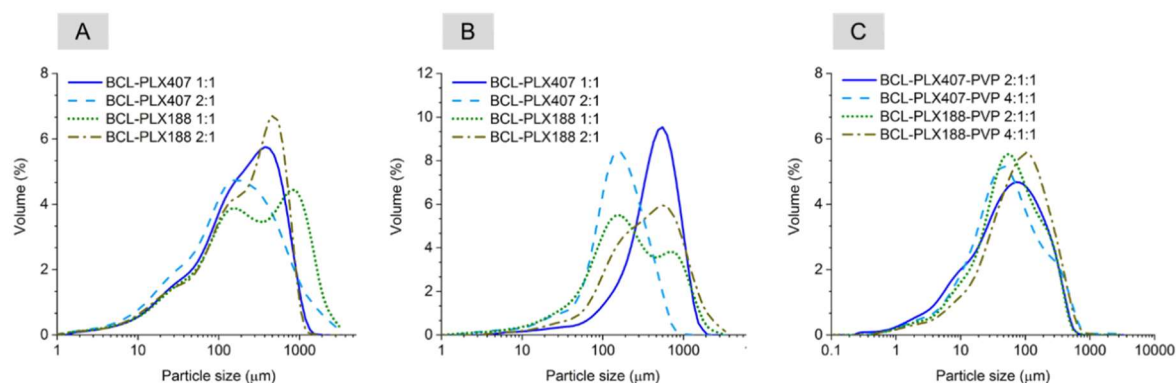 A
8
6
4
2
0
Volume (%)
BCL-PLX407 1:1
BCL-PLX407 2:1
BCL-PLX188 1:1
BCL-PLX188 2:1
1 10 100 1000
Particle size (μm)
B
12
10
8
6
4
2
0
Volume (%)
BCL-PLX407 1:1
BCL-PLX407 2:1
BCL-PLX188 1:1
BCL-PLX188 2:1
1 10 100 1000
Particle size (μm)
C
8
6
4
2
0
Volume (%)
BCL-PLX407-PVP 2:1:1
BCL-PLX407-PVP 4:1:1
BCL-PLX188-PVP 2:1:1
BCL-PLX188-PVP 4:1:1
0.1 1 10 100 1000 10000
Particle size (μm)